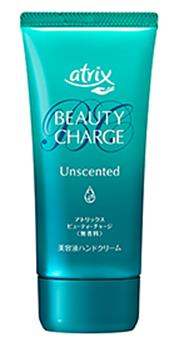 atrix
BC
BEAUTY
CHARGE
Unscented
アトリックス
ビューティーチャージ
〈無香料〉
美容液ハンドクリーム